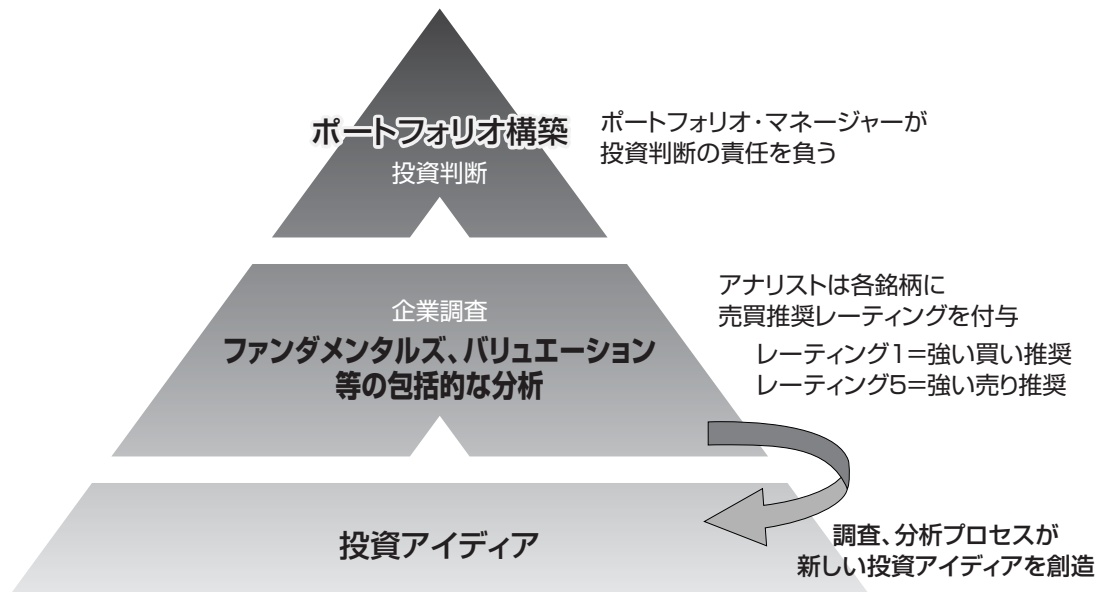 ポートフォリオ構築
投資判断
ポートフォリオ・マネージャーが
投資判断の責任を負う
企業調査
ファンダメンタルズ、バリュエーション
等の包括的な分析
アナリストは各銘柄に
売買推奨レーティングを付与
レーティング1=強い買い推奨
レーティング5=強い売り推奨
投資アイディア
調査、分析プロセスが
新しい投資アイディアを創造